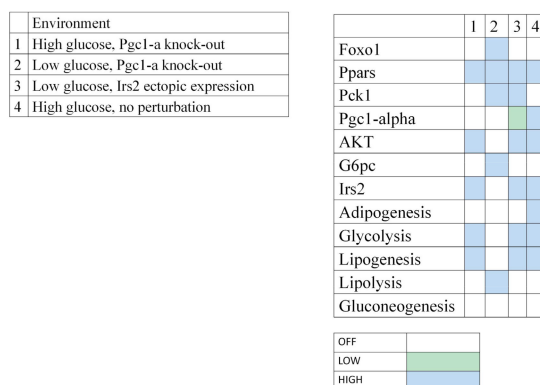 Environment
1 High glucose, Pgc1-a knock-out
2 Low glucose, Pgc1-a knock-out
3 Low glucose, Irs2 ectopic expression
4 High glucose, no perturbation
1 2 3 4
Foxo1
Ppars
Pck1
Pgc1-alpha
AKT
G6pc
Irs2
Adipogenesis
Glycolysis
Lipogenesis
Lipolysis
Gluconeogenesis
OFF
LOW
HIGH